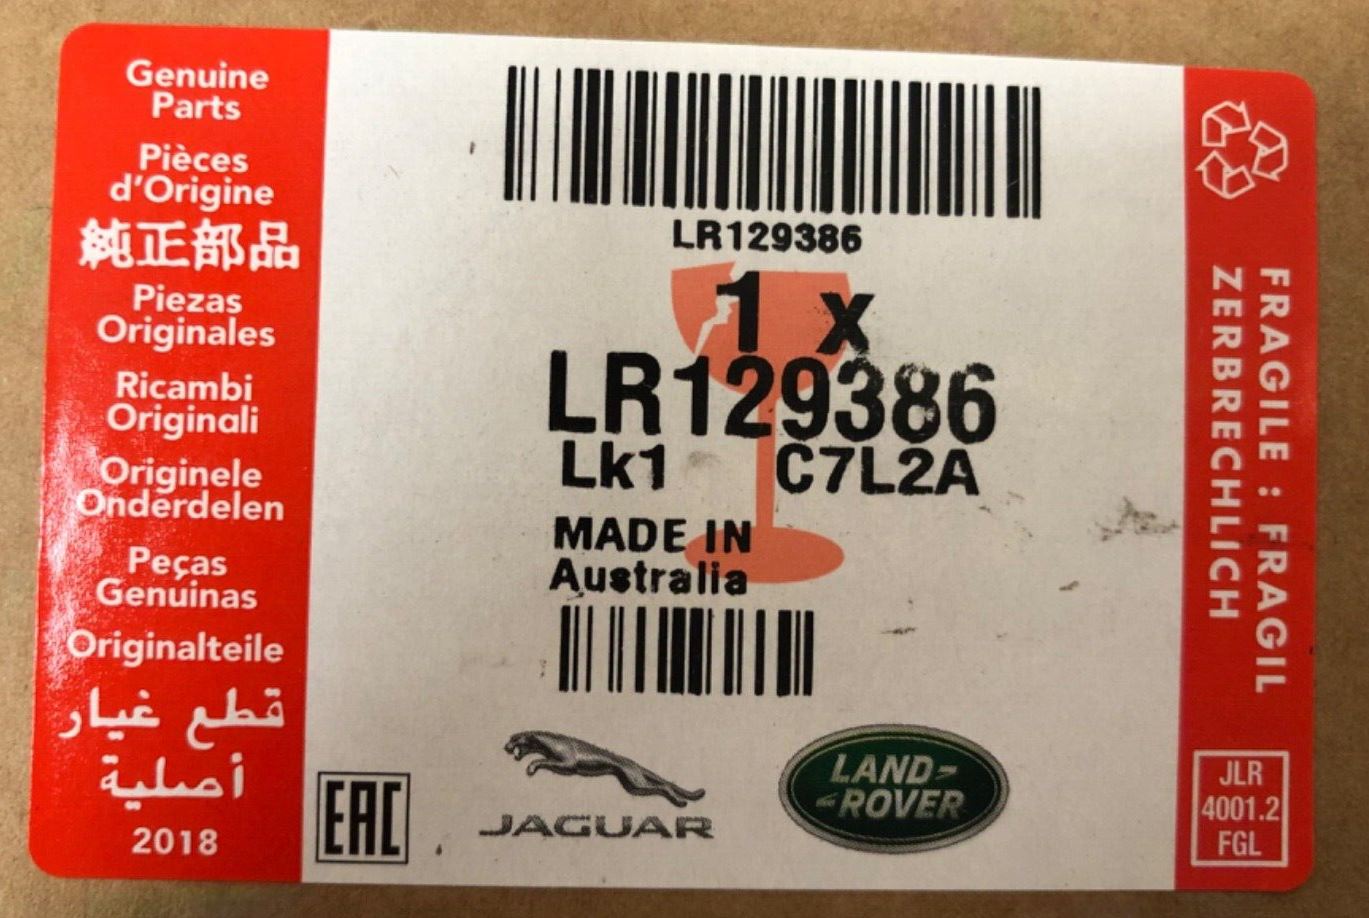 Genuine
Parts
Pièces
d'Origine
純正部品
Piezas
Originales
Ricambi
Originali
Originele
Onderdelen
Peças
Genuinas
Originalteile
قطع غيار
أصلية
2018
EAC
LR129386
1 x
LR129386
Lk1 C7L2A
MADE IN
Australia
JAGUAR
LAND-
-ROVER
FRAGILE : FRAGIL
ZERBRECHLICH
JLR
4001.2
FGL